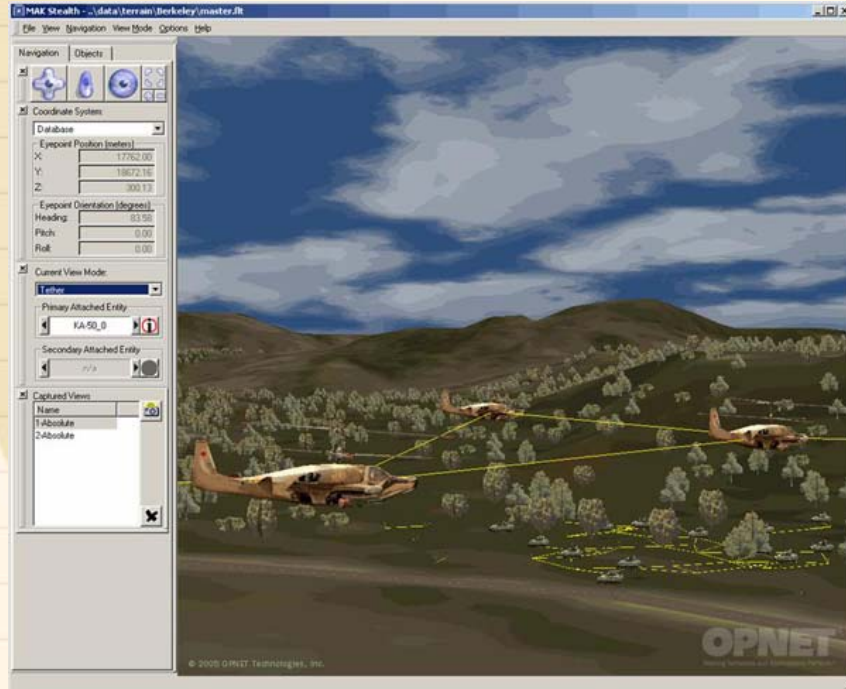 MAK Stealth - ..\data\terrain\Berkeley\master.flt
File View Navigation View Mode Options Help
Navigation Objects
Coordinate System
Database
Eyepoint Position (meters)
X: 17762.00
Y: 18672.16
Z: 300.13
Eyepoint Orientation (degrees)
Heading: 83.58
Pitch: 0.00
Roll: 0.00
Current View Mode:
Tether
Primary Attached Entity
KA-50_0
Secondary Attached Entity
n/a
Captured Views
Name
1-Absolute
2-Absolute
OPNET
© 2005 OPNET Technologies, Inc.